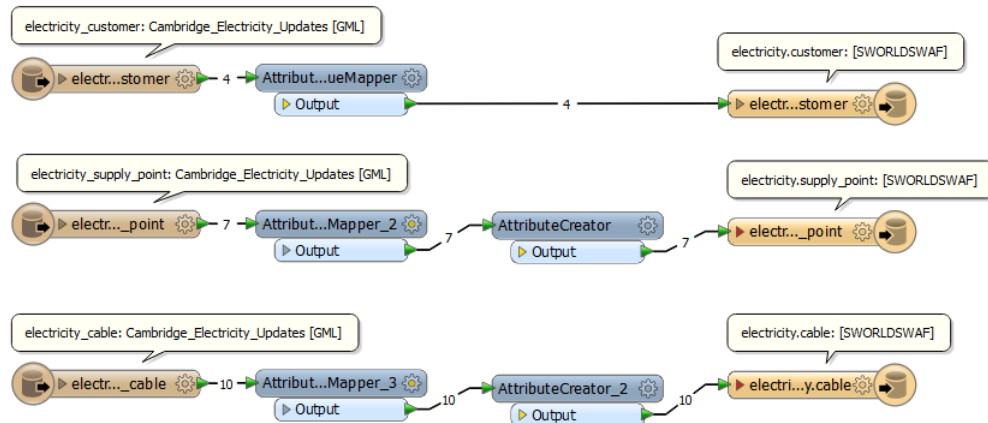 electricity_customer: Cambridge_Electricity_Updates [GML]
electricity.customer: [SWORLDSWAF]
electr...stomer
4
Attribut...ueMapper
Output
4
electr...stomer
electricity_supply_point: Cambridge_Electricity_Updates [GML]
electricity.supply_point: [SWORLDSWAF]
electr..._point
7
Attribut...Mapper_2
Output
7
AttributeCreator
Output
7
electr..._point
electricity_cable: Cambridge_Electricity_Updates [GML]
electricity.cable: [SWORLDSWAF]
electr..._cable
10
Attribut...Mapper_3
Output
10
AttributeCreator_2
Output
10
electri...y.cable